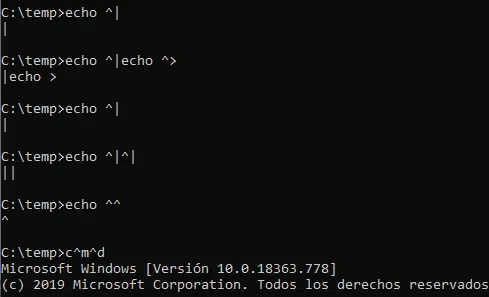 C:\temp>echo ^|
|
C:\temp>echo ^|echo ^>
|echo >
C:\temp>echo ^|
|
C:\temp>echo ^|^|
||
C:\temp>echo ^^
^
C:\temp>c^m^d
Microsoft Windows [Versión 10.0.18363.778]
(c) 2019 Microsoft Corporation. Todos los derechos reservados